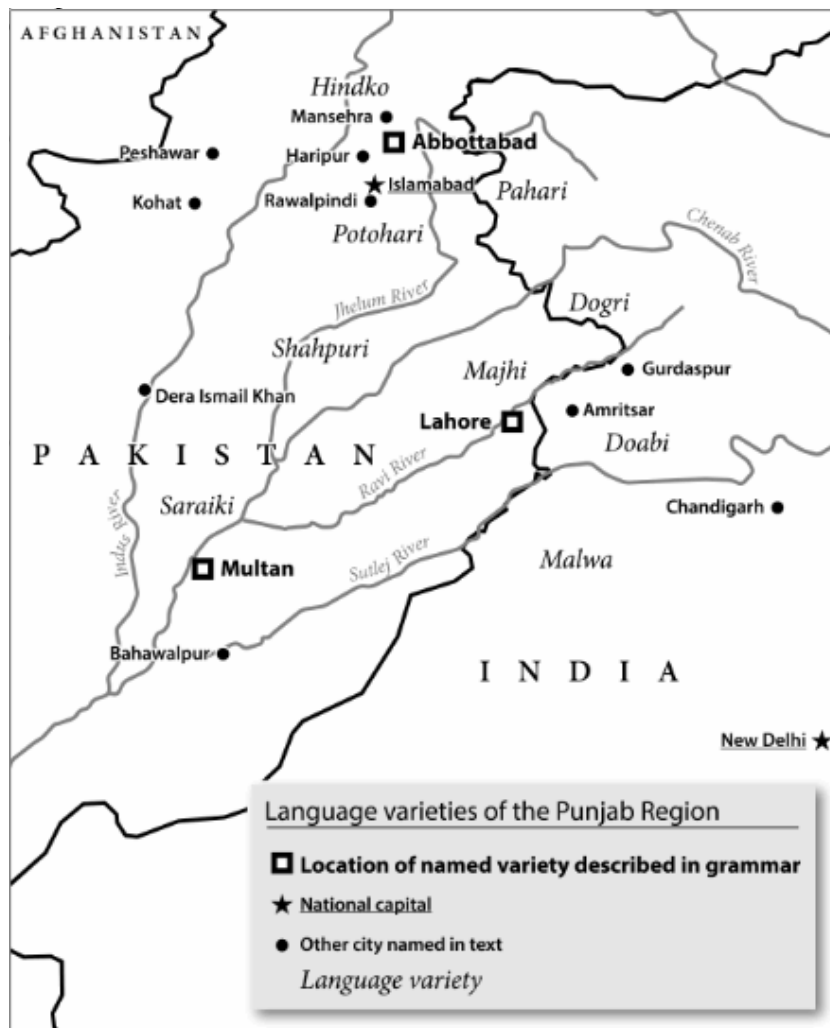 AFGHANISTAN
Hindko
Mansehra
Abbottabad
Peshawar
Haripur
Islamabad
Pahari
Kohat
Rawalpindi
Potohari
Chenab River
Jhelum River
Dogri
Shahpuri
Majhi
Gurdaspur
Dera Ismail Khan
Lahore
Amritsar
Doabi
PAKISTAN
Ravi River
Saraiki
Chandigarh
Indus River
Multan
Sutlej River
Malwa
Bahawalpur
INDIA
New Delhi
Language varieties of the Punjab Region
Location of named variety described in grammar
National capital
Other city named in text
Language variety